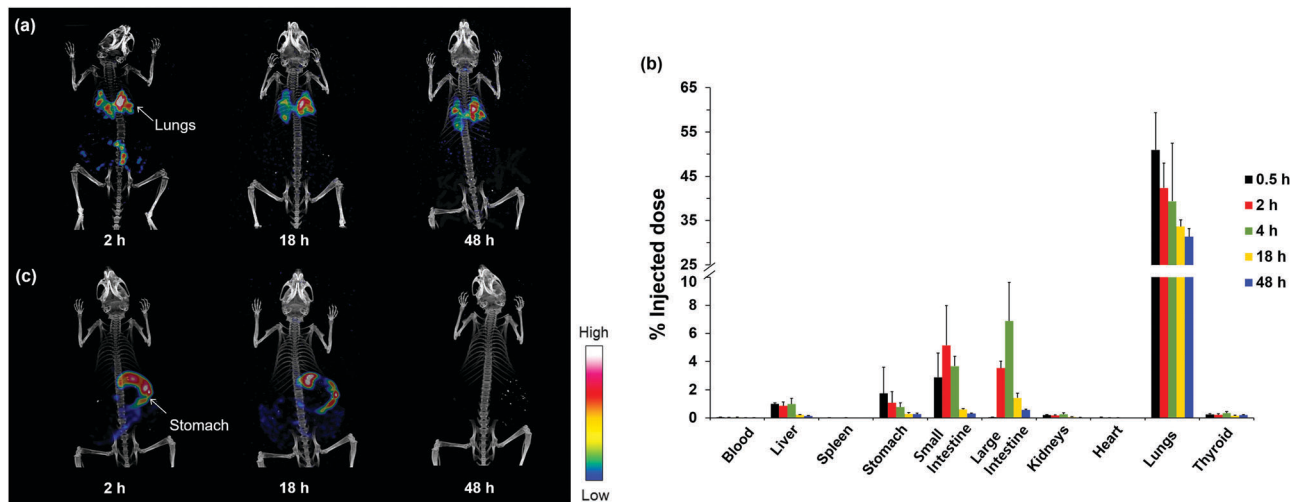 (a)
Lungs
2 h
18 h
48 h
(c)
Stomach
2 h
18 h
48 h
High
Low
(b)
% Injected dose
65
55
45
35
25
10
8
6
4
2
0
Blood
Liver
Spleen
Stomach
Small
Intestine
Large
Intestine
Kidneys
Heart
Lungs
Thyroid
0.5 h
2 h
4 h
18 h
48 h